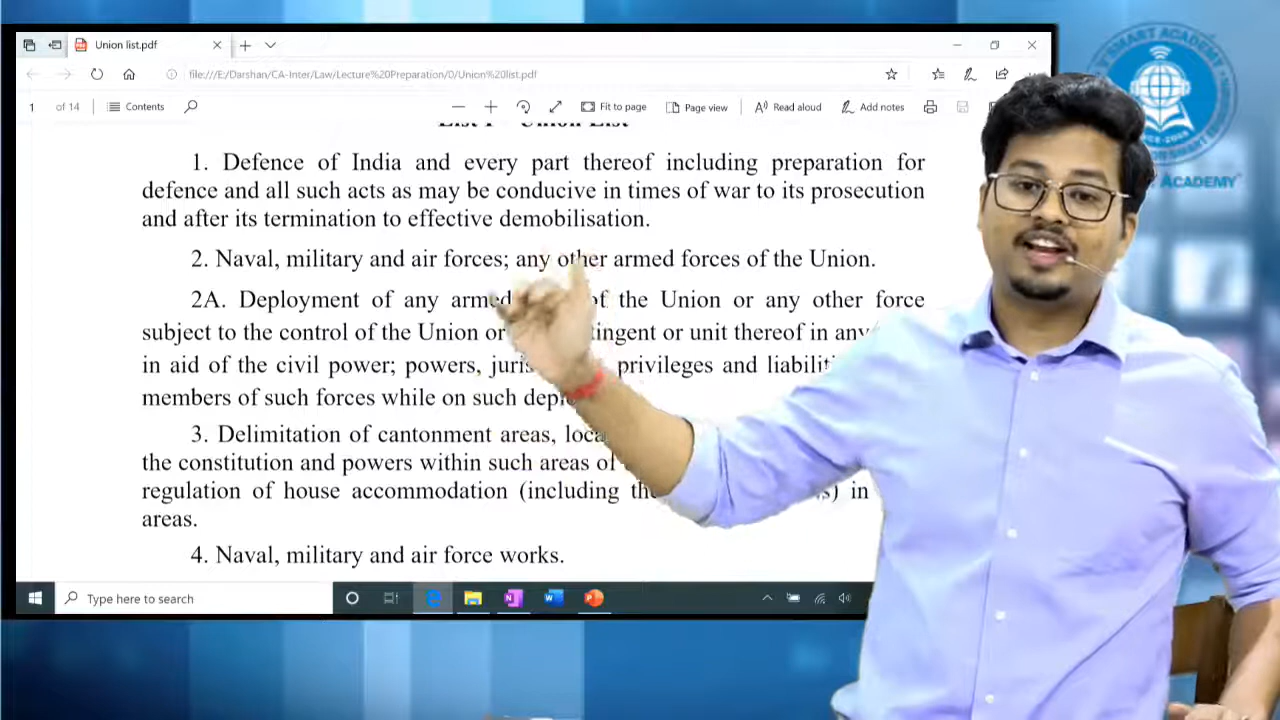 Union list.pdf
file:///E:/Darshan/CA-Inter/Law/Lecture%20Preparation/0/Union%20list.pdf
1 of 14 Contents Fit to page Page view Read aloud Add notes
List I – Union List
1. Defence of India and every part thereof including preparation for
defence and all such acts as may be conducive in times of war to its prosecution
and after its termination to effective demobilisation.
2. Naval, military and air forces; any other armed forces of the Union.
2A. Deployment of any armed of the Union or any other force
subject to the control of the Union or thereof in
or unit
in aid of the civil power; powers, privileges and
members of such forces while on such
3. Delimitation of cantonment areas,
the constitution and powers within such areas of
regulation of house accommodation (including in
areas.
4. Naval, military and air force works.
Type here to search
SMART ACADEMY
ACADEMY